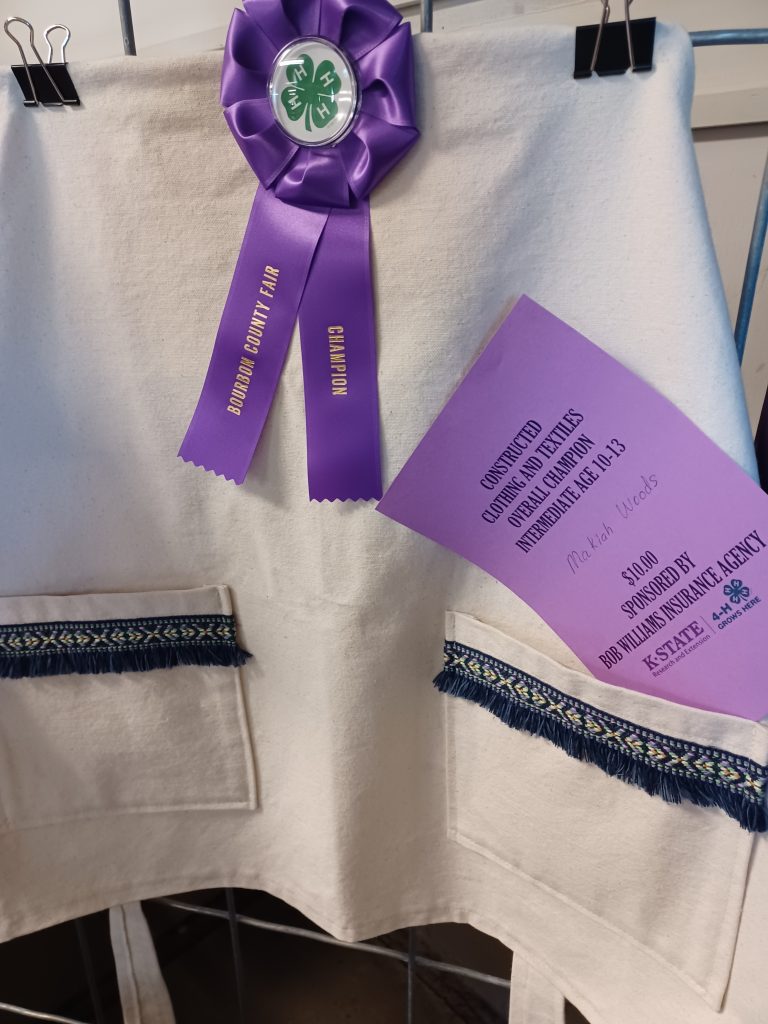 H H H H
BOURBON COUNTY FAIR
CHAMPION
CONSTRUCTED
CLOTHING AND TEXTILES
OVERALL CHAMPION
INTERMEDIATE AGE 10-13
Makiah Woods
$10.00
SPONSORED BY
BOB WILLIAMS INSURANCE AGENCY
K-STATE
Research and Extension
4-H
GROWS HERE